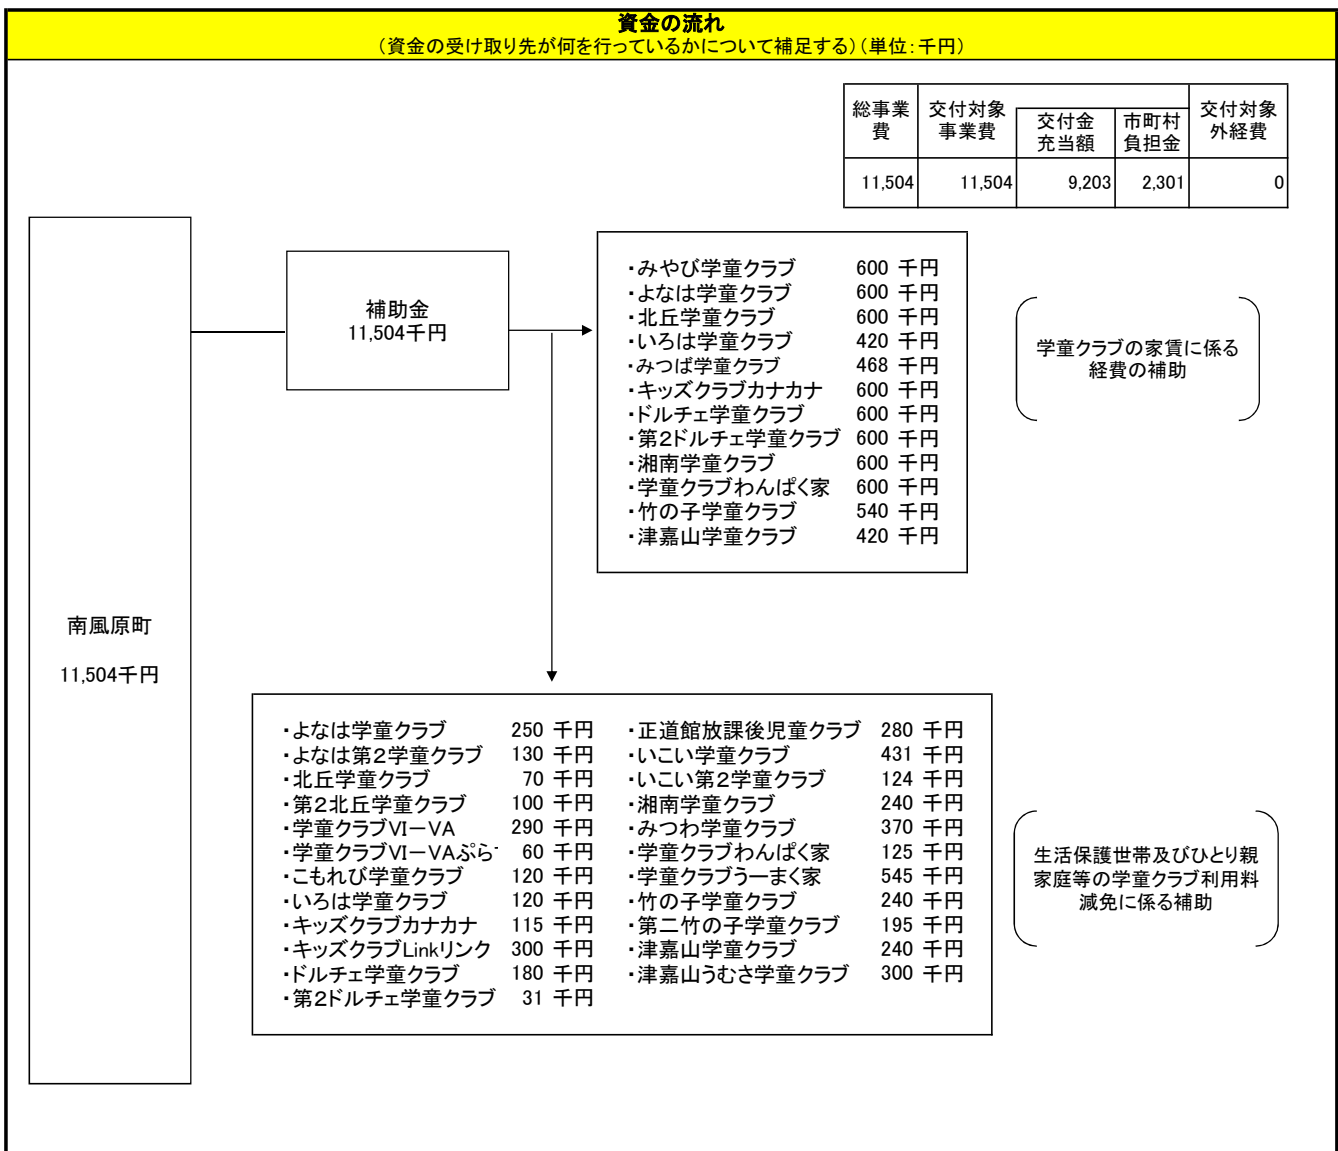 資金の流れ
（資金の受け取り先が何を行っているかについて補足する）（単位：千円）
総事業費 交付対象事業費 交付金充当額 市町村負担金 交付対象外経費
11,504 11,504 9,203 2,301 0
補助金
11,504千円
・みやび学童クラブ 600 千円
・よなは学童クラブ 600 千円
・北丘学童クラブ 600 千円
・いろは学童クラブ 420 千円
・みつば学童クラブ 468 千円
・キッズクラブカナカナ 600 千円
・ドルチェ学童クラブ 600 千円
・第2ドルチェ学童クラブ 600 千円
・湘南学童クラブ 600 千円
・学童クラブわんぱく家 600 千円
・竹の子学童クラブ 540 千円
・津嘉山学童クラブ 420 千円
学童クラブの家賃に係る
経費の補助
南風原町
11,504千円
・よなは学童クラブ 250 千円 ・正道館放課後児童クラブ 280 千円
・よなは第２学童クラブ 130 千円 ・いこい学童クラブ 431 千円
・北丘学童クラブ 70 千円 ・いこい第２学童クラブ 124 千円
・第２北丘学童クラブ 100 千円 ・湘南学童クラブ 240 千円
・学童クラブVI－VA 290 千円 ・みつわ学童クラブ 370 千円
・学童クラブVI－VAぷら 60 千円 ・学童クラブわんぱく家 125 千円
・こもれび学童クラブ 120 千円 ・学童クラブうーまく家 545 千円
・いろは学童クラブ 120 千円 ・竹の子学童クラブ 240 千円
・キッズクラブカナカナ 115 千円 ・第二竹の子学童クラブ 195 千円
・キッズクラブLinkリンク 300 千円 ・津嘉山学童クラブ 240 千円
・ドルチェ学童クラブ 180 千円 ・津嘉山うむさ学童クラブ 300 千円
・第2ドルチェ学童クラブ 31 千円
生活保護世帯及びひとり親
家庭等の学童クラブ利用料
減免に係る補助